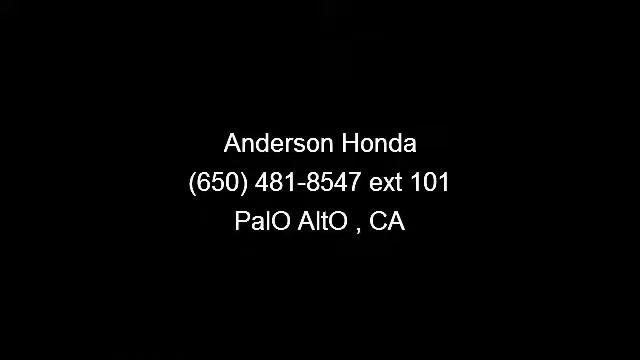 Anderson Honda
(650) 481-8547 ext 101
PalO AltO , CA